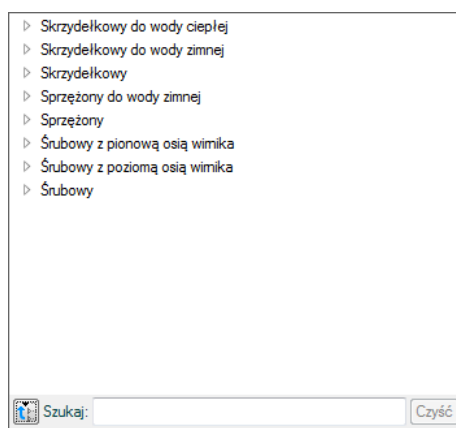 Skrzydełkowy do wody ciepłej
Skrzydełkowy do wody zimnej
Skrzydełkowy
Sprzężony do wody zimnej
Sprzężony
Śrubowy z pionową osią wirnika
Śrubowy z poziomą osią wirnika
Śrubowy
Szukaj: Czyść